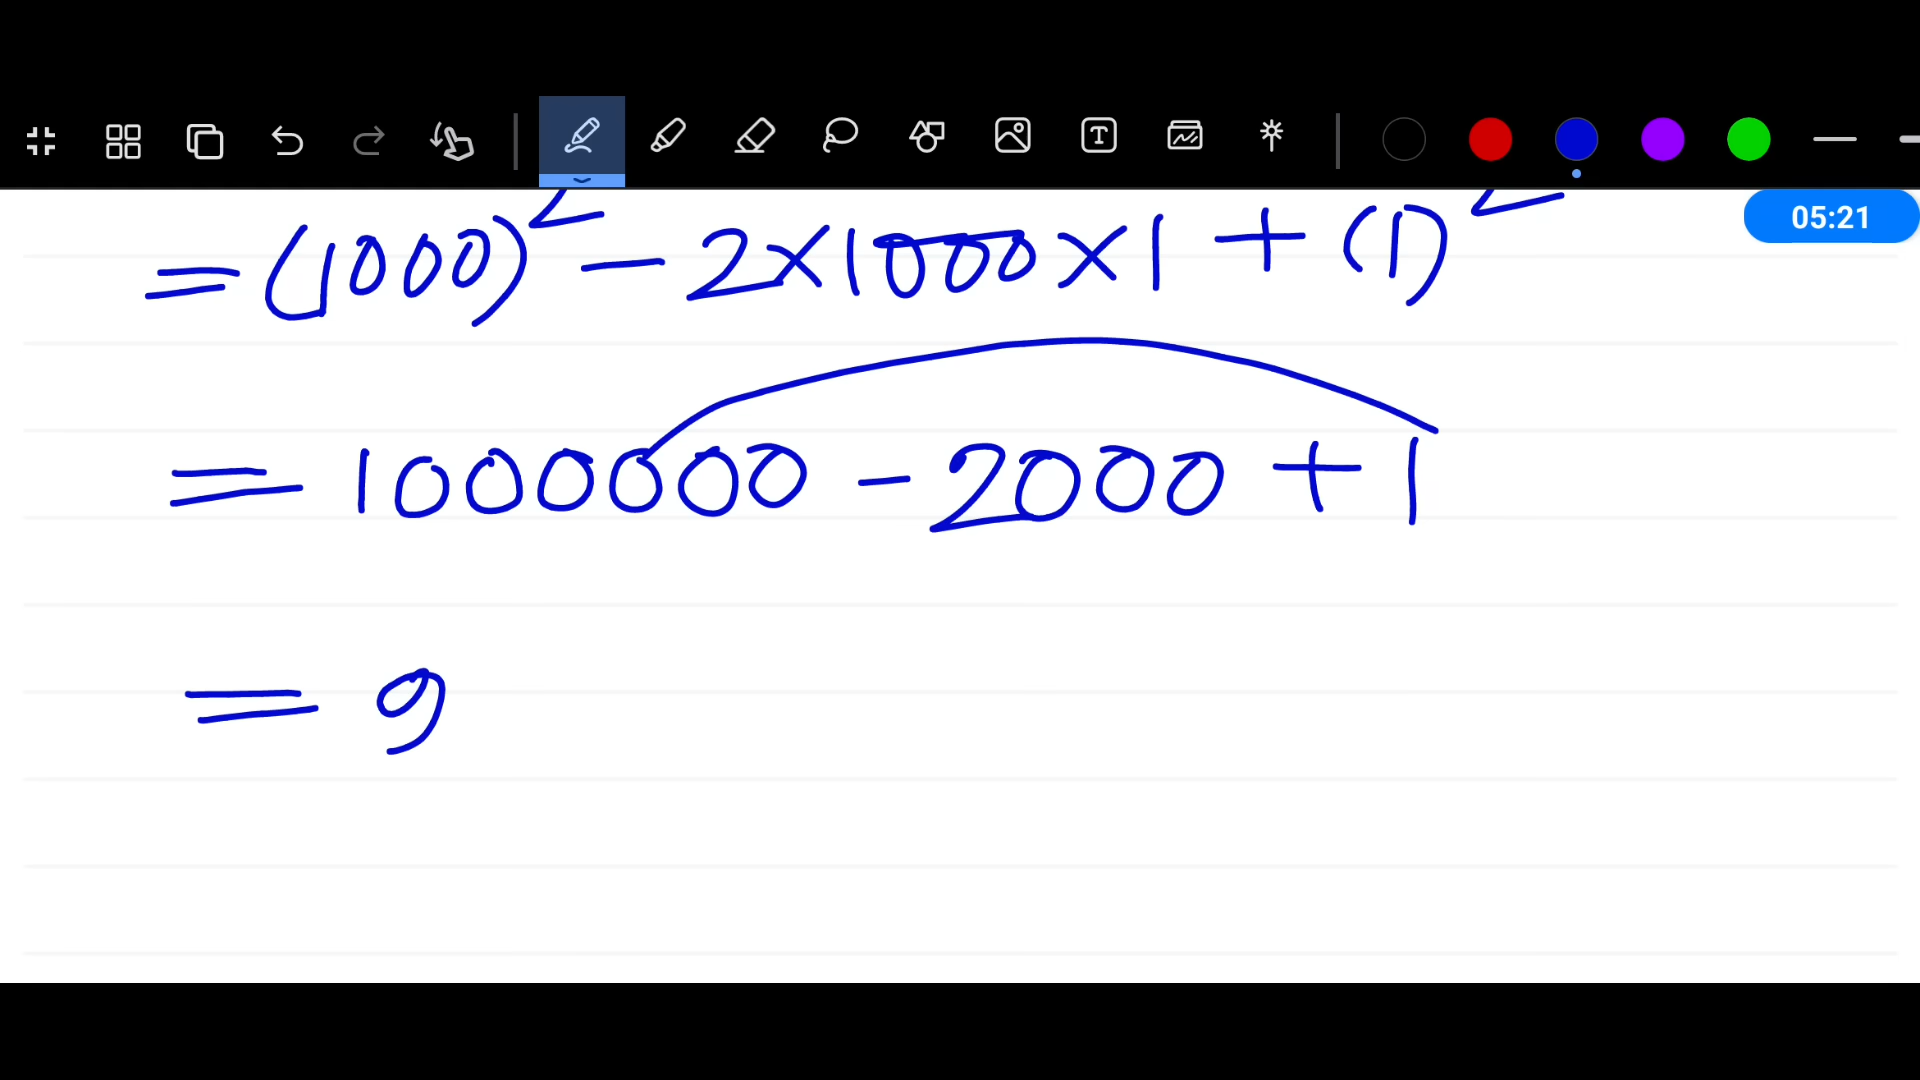 05:21
= (1000)² - 2×1000×1 + (1)²
= 1000000 - 2000 + 1
= 9